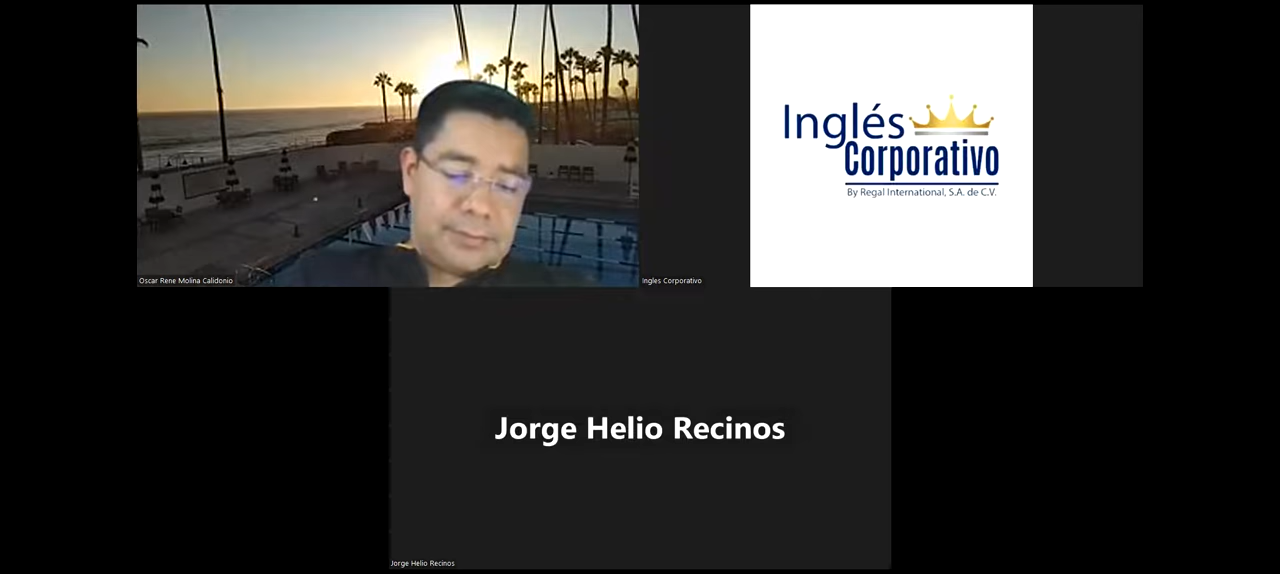 Oscar Rene Molina Calidonio
Inglés
Corporativo
By Regal International, S.A. de C.V.
Ingles Corporativo
Jorge Helio Recinos
Jorge Helio Recinos